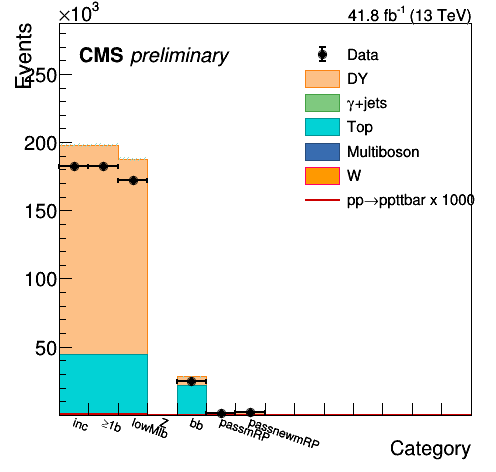 ×10³
41.8 fb⁻¹ (13 TeV)
Events
CMS preliminary
Data
DY
γ+jets
Top
Multiboson
W
pp→ppttbar x 1000
250
200
150
100
50
inc
≥1b
lowMlb
Z
bb
passmRP
passnewmRP
Category